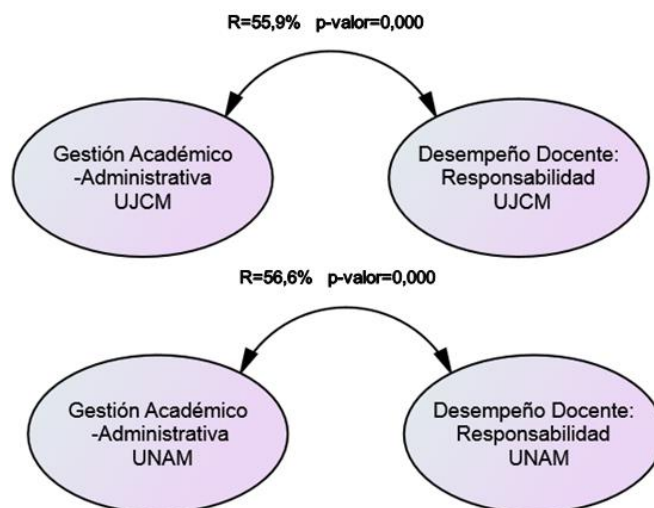 R=55,9% p-valor=0,000
Gestión Académico
-Administrativa
UJCM
Desempeño Docente:
Responsabilidad
UJCM
R=56,6% p-valor=0,000
Gestión Académico
-Administrativa
UNAM
Desempeño Docente:
Responsabilidad
UNAM